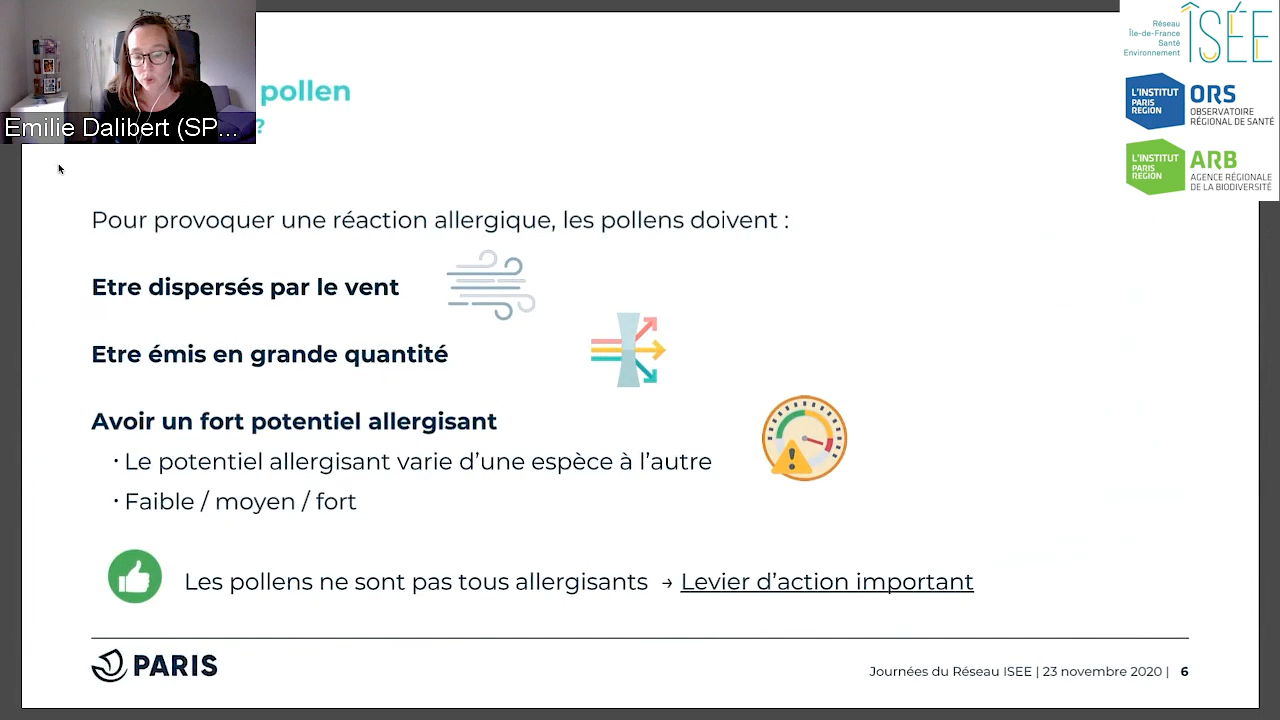 pollen
?
Emilie Dalibert (SP...
Réseau
Île-de-France
Santé
Environnement
ÎSÉE
L'INSTITUT
PARIS
REGION
ORS
OBSERVATOIRE
RÉGIONAL DE SANTÉ
L'INSTITUT
PARIS
REGION
ARB
AGENCE RÉGIONALE
DE LA BIODIVERSITÉ
Pour provoquer une réaction allergique, les pollens doivent :
Etre dispersés par le vent
Etre émis en grande quantité
Avoir un fort potentiel allergisant
· Le potentiel allergisant varie d’une espèce à l’autre
· Faible / moyen / fort
Les pollens ne sont pas tous allergisants → Levier d’action important
PARIS
Journées du Réseau ISEE | 23 novembre 2020 | 6